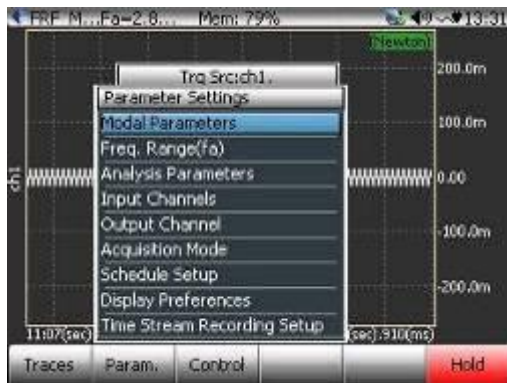 FRF M...Fa=2.8... Mem: 79% 13:31
[Newton]
200.0m
Trg Src:ch1.
Parameter Settings
Modal Parameters
100.0m
Freq. Range(fa)
Analysis Parameters
ch1
0.00
Input Channels
Output Channel
-100.0m
Acquisition Mode
Schedule Setup
-200.0m
Display Preferences
Time Stream Recording Setup
11:07(sec) (sec).910(ms)
Traces Param. Control Hold